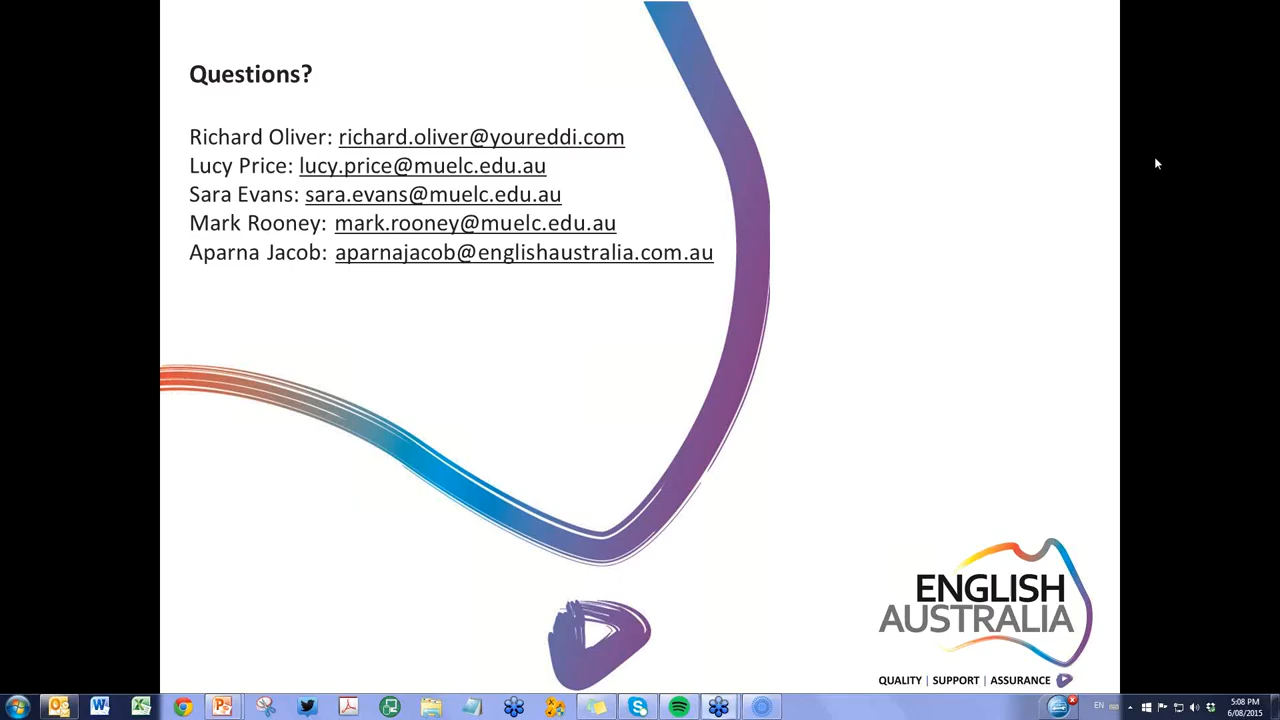 Questions?
Richard Oliver: richard.oliver@youreddi.com
Lucy Price: lucy.price@muelc.edu.au
Sara Evans: sara.evans@muelc.edu.au
Mark Rooney: mark.rooney@muelc.edu.au
Aparna Jacob: aparnajacob@englishaustralia.com.au
ENGLISH
AUSTRALIA
QUALITY | SUPPORT | ASSURANCE
EN
5:08 PM
6/08/2015